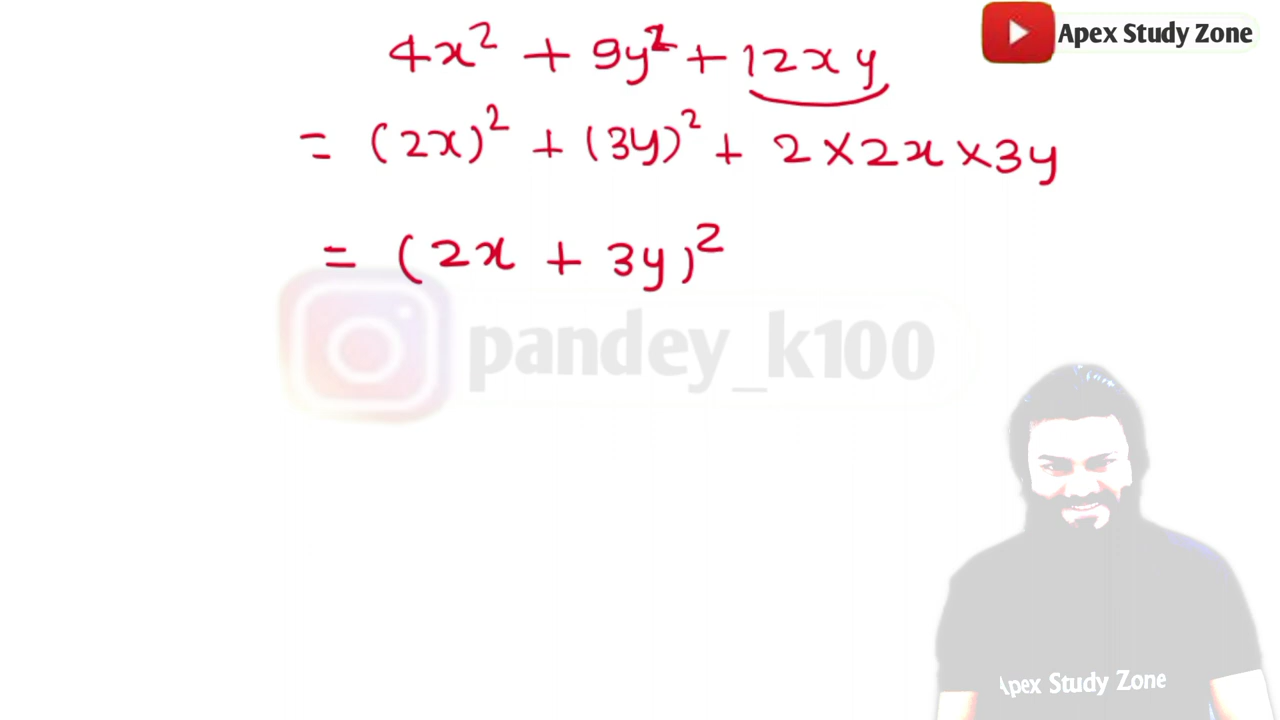 4x² + 9y² + 12xy
Apex Study Zone
= (2x)² + (3y)² + 2×2x×3y
= (2x + 3y)²
pandey_k100
Apex Study Zone